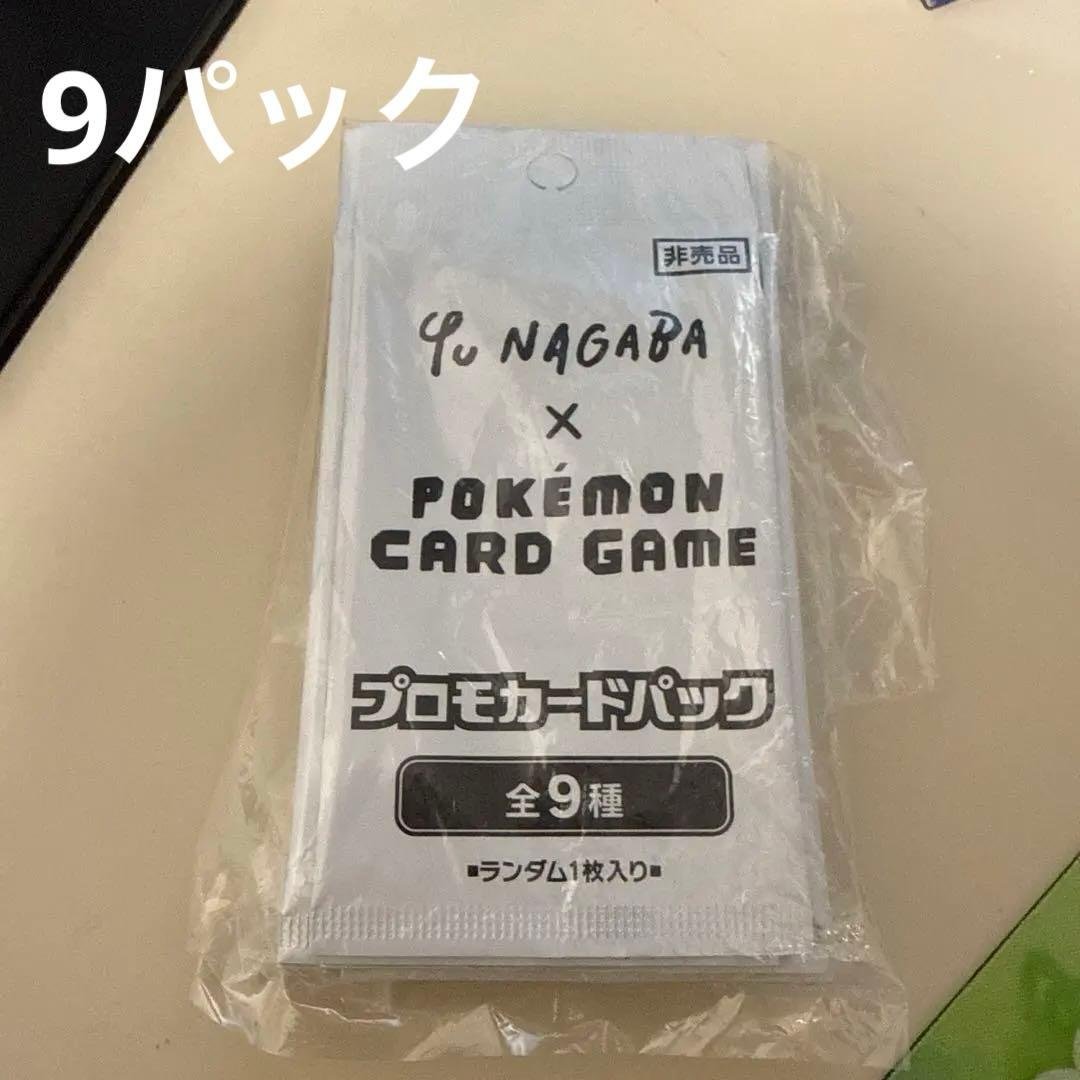 9パック
非売品
Yu NAGABA
×
POKÉMON
CARD GAME
プロモカードパック
全9種
■ランダム1枚入り■